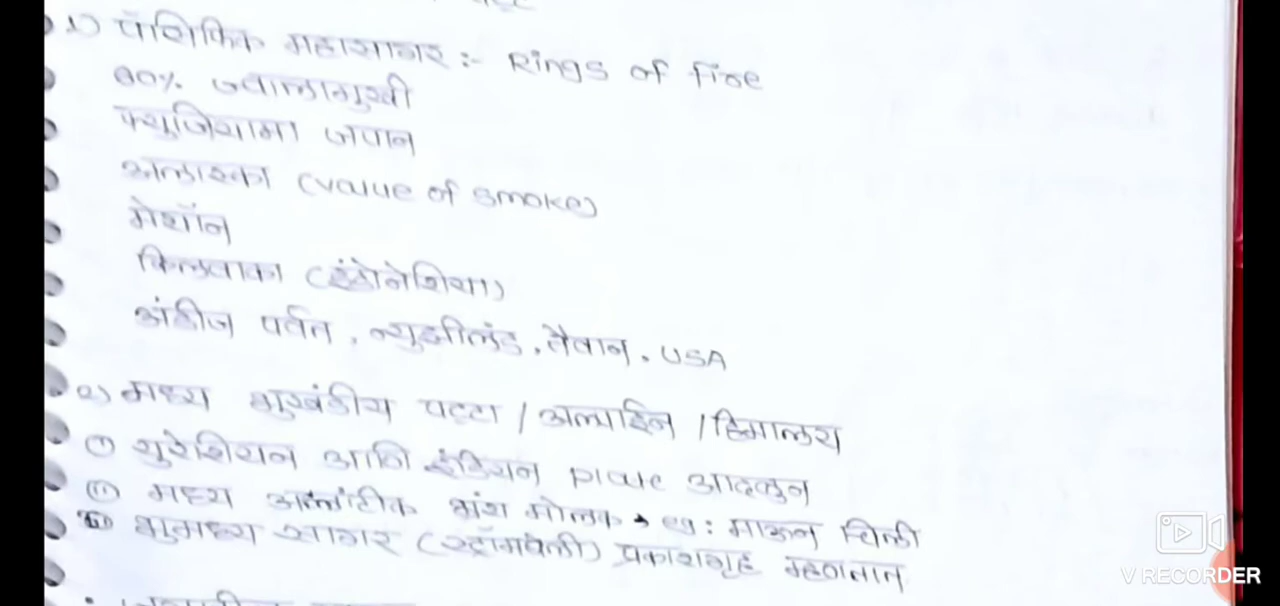 1) पॅसिफिक महासागर :- Rings of fire
80% ज्वालामुखी
फ्युजियामा जपान
अलास्का (value of smoke)
मेयॉन
किलवाका (इंडोनेशिया)
अंडीज पर्वत, न्युझीलंड, तैवान, USA
२) मध्य भुखंडीय पट्टा / अल्पाईन / हिमालय
i) युरेशियन आणि इंडियन plate आदळुन
ii) मध्य अटलांटीक भ्रंश मोलक → eg: माऊन चिली
iii) भुमध्य सागर (स्ट्रॉमबोली) प्रकाशगृह म्हणतात
V RECORDER